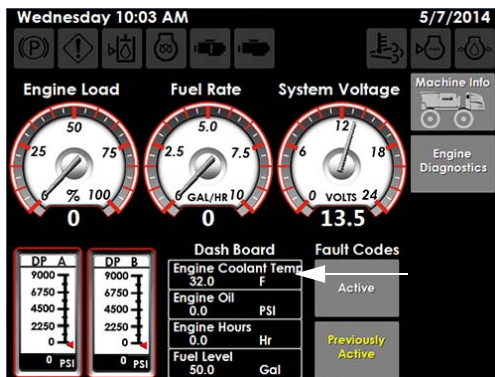 Wednesday 10:03 AM
5/7/2014
(P)
Machine Info
Engine Load
Fuel Rate
System Voltage
50
5.0
12
25
75
2.5
7.5
6
18
0
%
100
0
GAL/HR
10
0
VOLTS
24
0
0
13.5
Engine
Diagnostics
Dash Board
Fault Codes
DP A
DP B
9000
9000
6750
6750
4500
4500
2250
2250
0
0
0 PSI
0 PSI
Engine Coolant Temp
32.0 F
Engine Oil
0.0 PSI
Engine Hours
0.0 Hr
Fuel Level
50.0 Gal
Active
Previously
Active